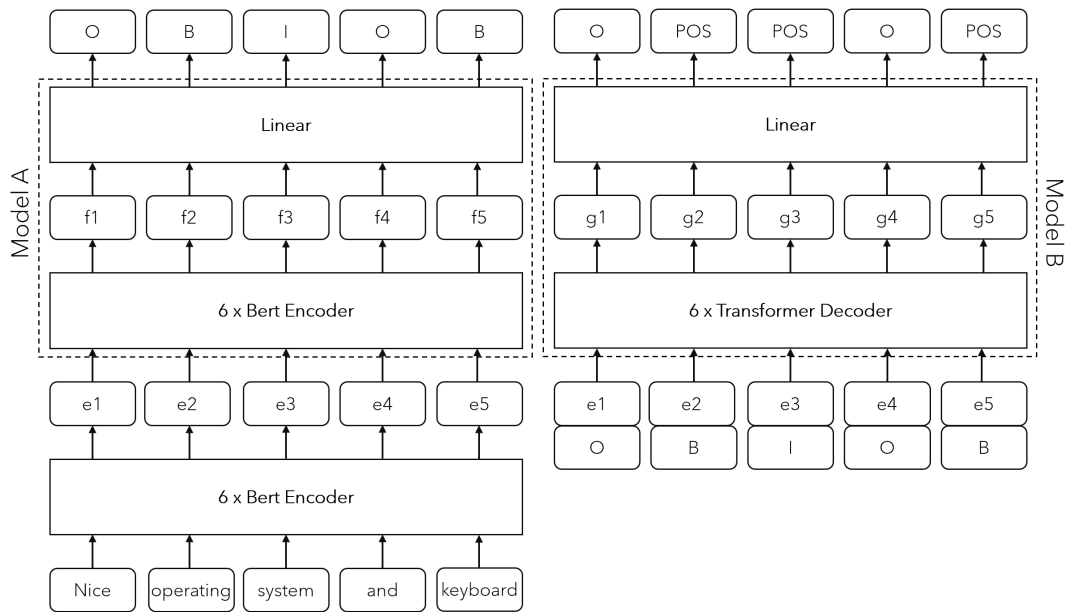 O B I O B
Linear
f1 f2 f3 f4 f5
6 x Bert Encoder
e1 e2 e3 e4 e5
6 x Bert Encoder
Nice operating system and keyboard
Model A
O POS POS O POS
Linear
g1 g2 g3 g4 g5
6 x Transformer Decoder
e1 e2 e3 e4 e5
O B I O B
Model B